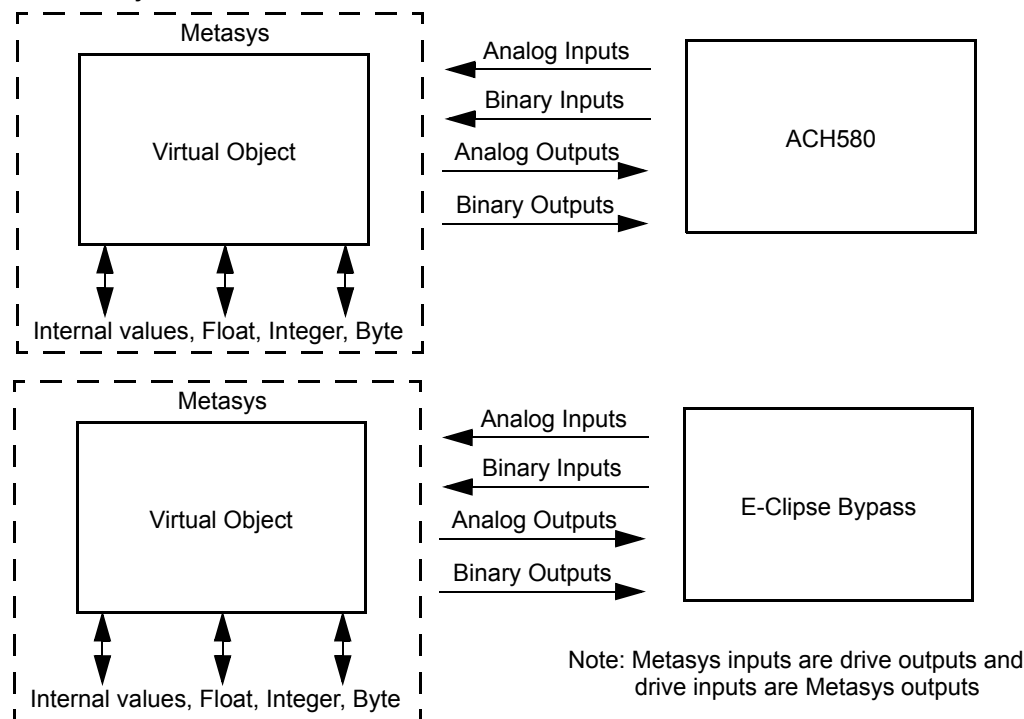 Metasys
Virtual Object
Analog Inputs
Binary Inputs
Analog Outputs
Binary Outputs
ACH580
Internal values, Float, Integer, Byte
Metasys
Virtual Object
Analog Inputs
Binary Inputs
Analog Outputs
Binary Outputs
E-Clipse Bypass
Internal values, Float, Integer, Byte
Note: Metasys inputs are drive outputs and
drive inputs are Metasys outputs